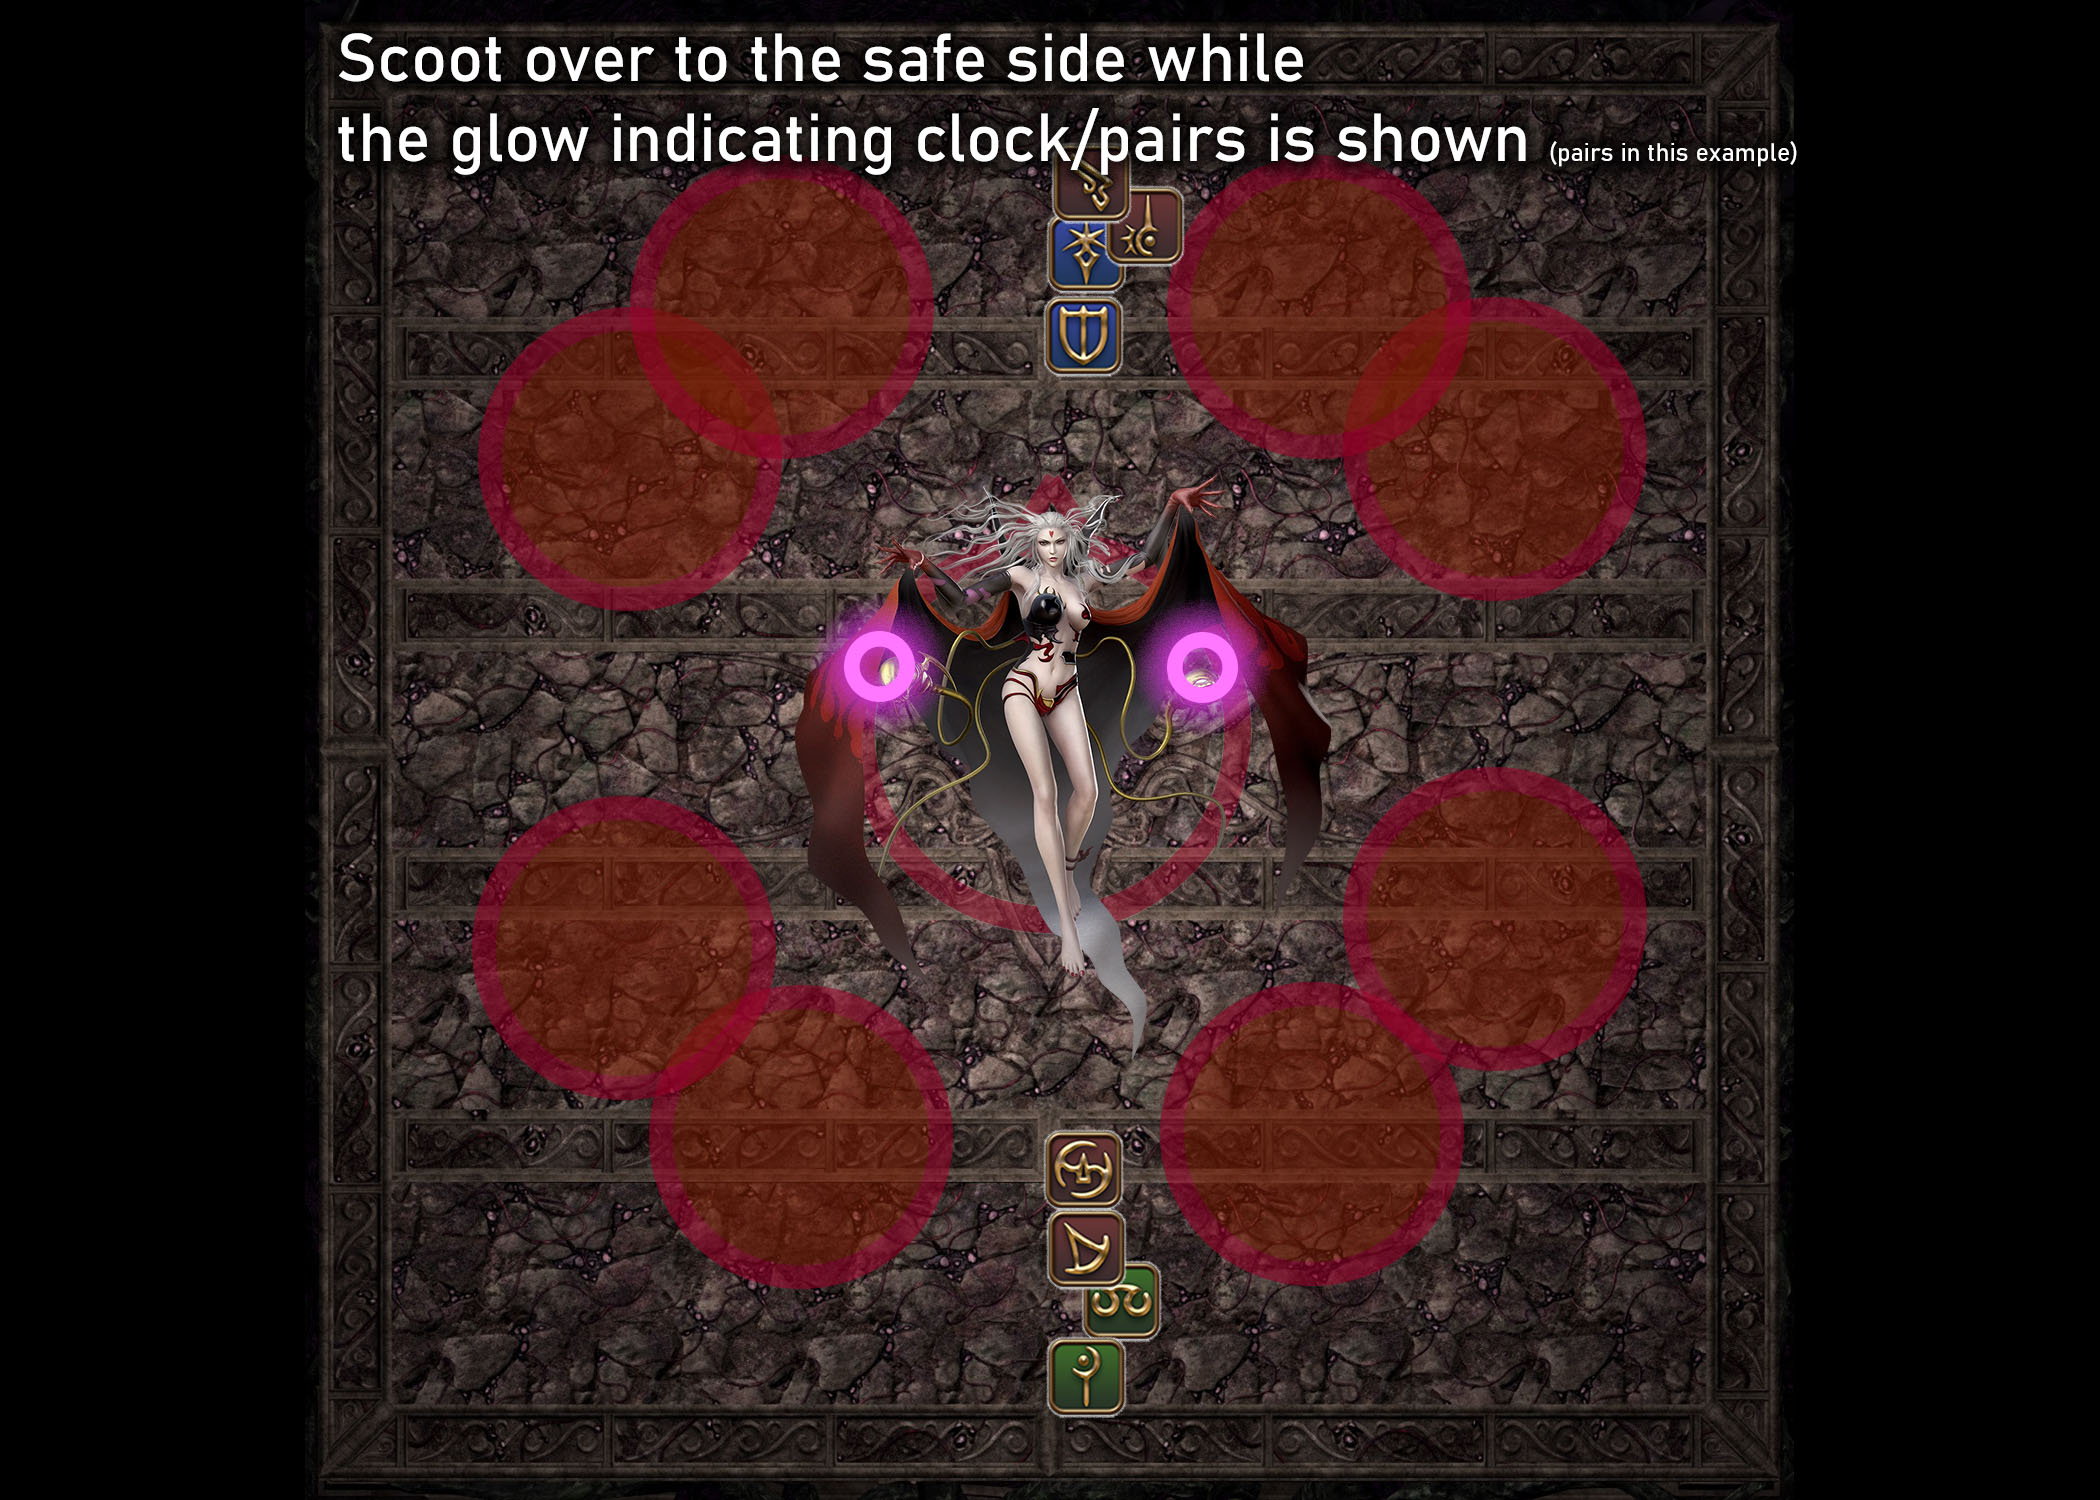 Scoot over to the safe side while
the glow indicating clock/pairs is shown (pairs in this example)